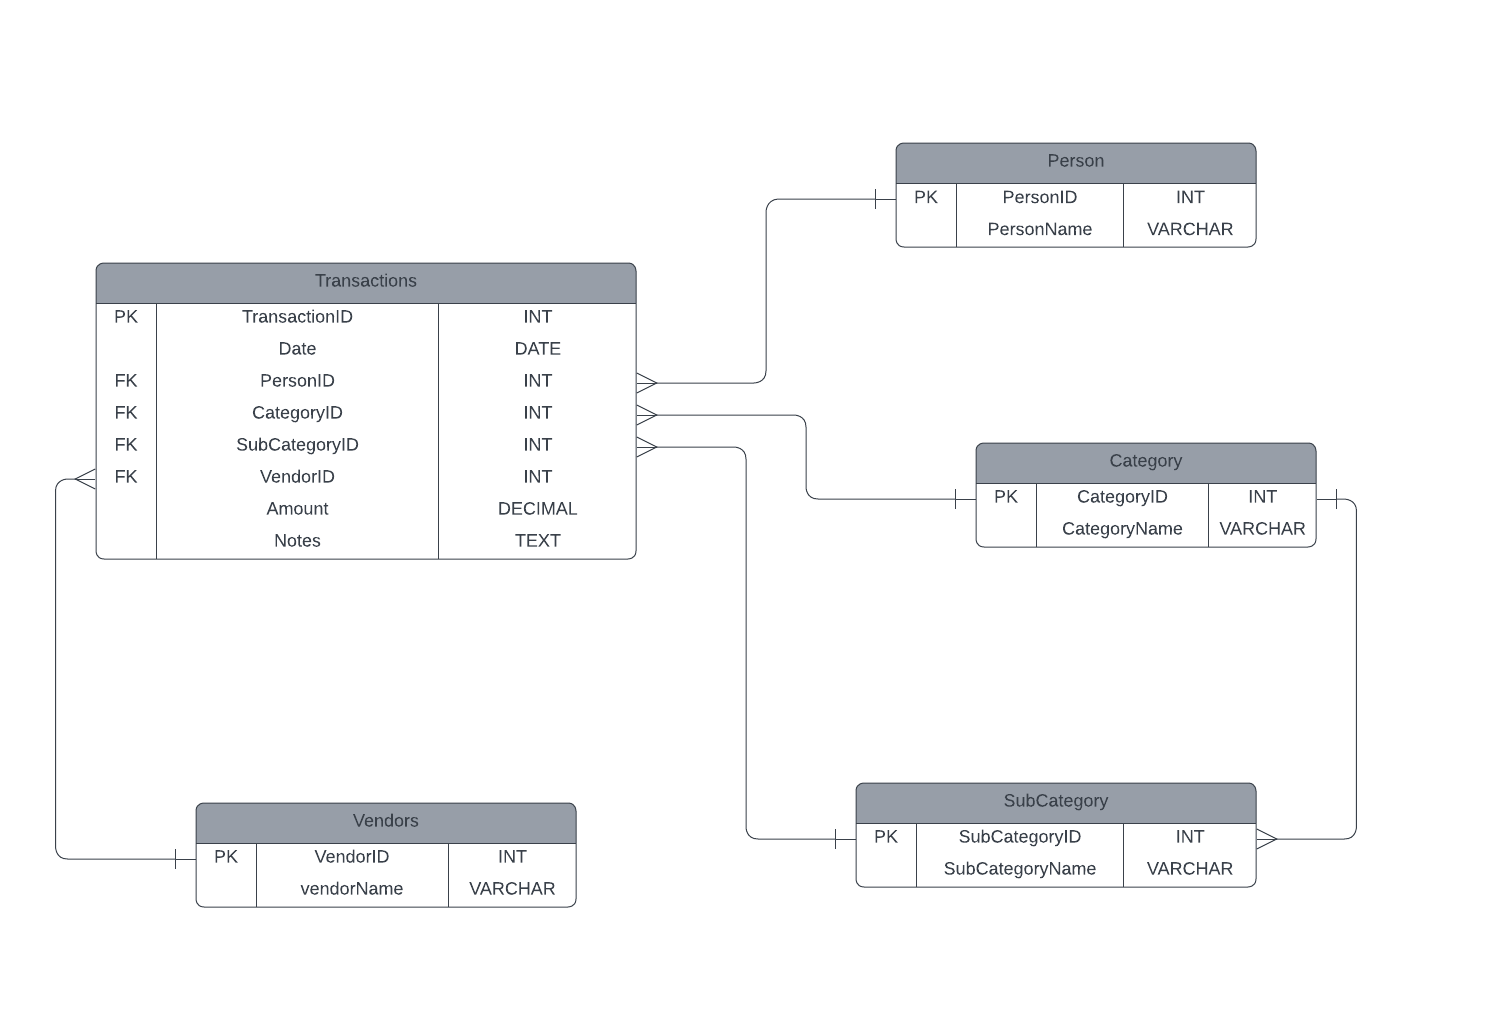 Person
PK PersonID INT
PersonName VARCHAR
Transactions
PK TransactionID INT
Date DATE
FK PersonID INT
FK CategoryID INT
FK SubCategoryID INT
FK VendorID INT
Amount DECIMAL
Notes TEXT
Category
PK CategoryID INT
CategoryName VARCHAR
Vendors
PK VendorID INT
vendorName VARCHAR
SubCategory
PK SubCategoryID INT
SubCategoryName VARCHAR